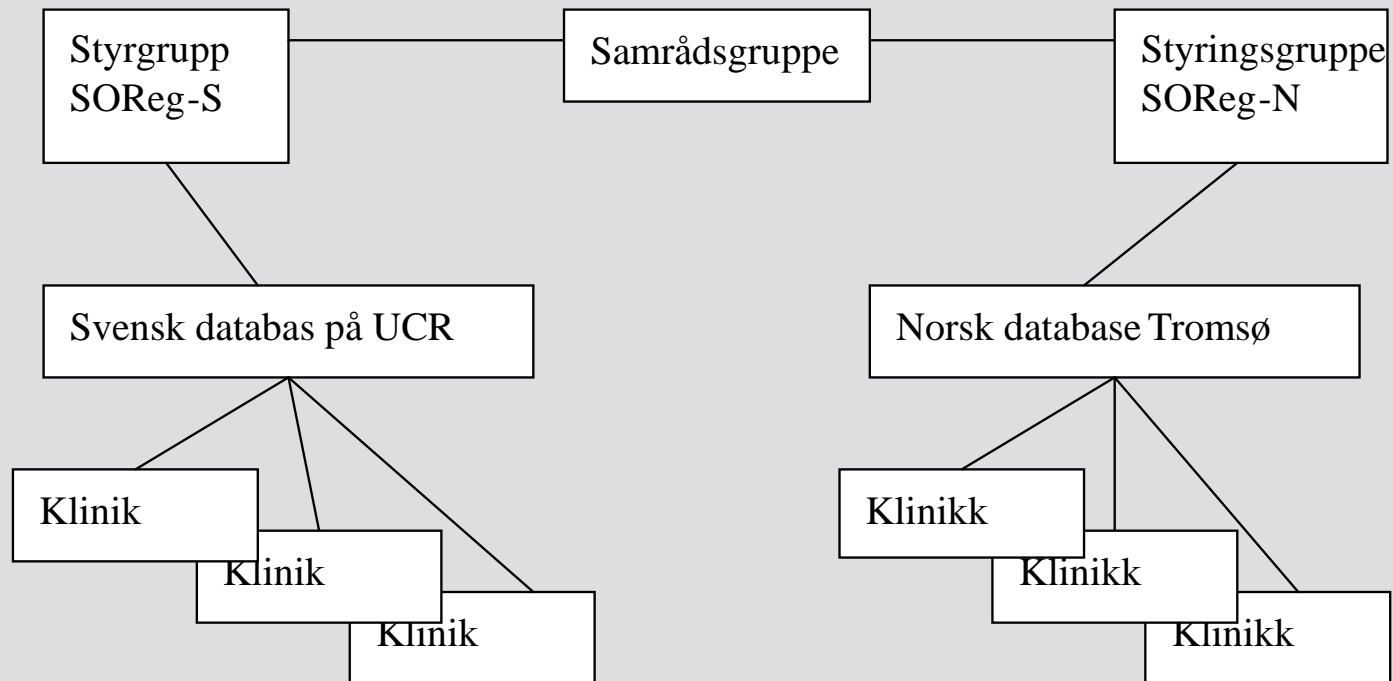 Styrgrupp
SOReg-S
Samrådsgruppe
Styringsgruppe
SOReg-N
Svensk databas på UCR
Norsk database Tromsø
Klinik
Klinik
Klinik
Klinikk
Klinikk
Klinikk